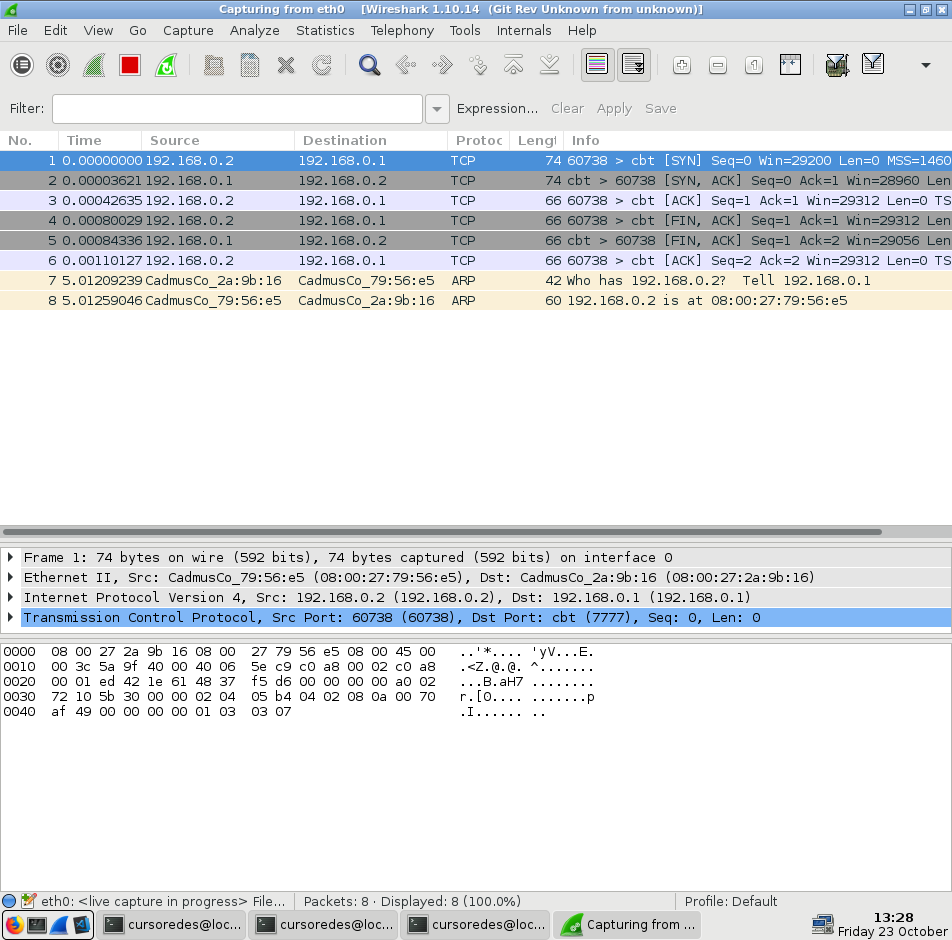 Capturing from eth0 [Wireshark 1.10.14 (Git Rev Unknown from unknown)]
File Edit View Go Capture Analyze Statistics Telephony Tools Internals Help
Filter: Expression... Clear Apply Save
No. Time Source Destination Protoc Lengt Info
1 0.00000000 192.168.0.2 192.168.0.1 TCP 74 60738 > cbt [SYN] Seq=0 Win=29200 Len=0 MSS=1460
2 0.00003621 192.168.0.1 192.168.0.2 TCP 74 cbt > 60738 [SYN, ACK] Seq=0 Ack=1 Win=28960 Len
3 0.00042635 192.168.0.2 192.168.0.1 TCP 66 60738 > cbt [ACK] Seq=1 Ack=1 Win=29312 Len=0 TS
4 0.00080029 192.168.0.2 192.168.0.1 TCP 66 60738 > cbt [FIN, ACK] Seq=1 Ack=1 Win=29312 Len
5 0.00084336 192.168.0.1 192.168.0.2 TCP 66 cbt > 60738 [FIN, ACK] Seq=1 Ack=2 Win=29056 Len
6 0.00110127 192.168.0.2 192.168.0.1 TCP 66 60738 > cbt [ACK] Seq=2 Ack=2 Win=29312 Len=0 TS
7 5.01209239 CadmusCo_2a:9b:16 CadmusCo_79:56:e5 ARP 42 Who has 192.168.0.2? Tell 192.168.0.1
8 5.01259046 CadmusCo_79:56:e5 CadmusCo_2a:9b:16 ARP 60 192.168.0.2 is at 08:00:27:79:56:e5
Frame 1: 74 bytes on wire (592 bits), 74 bytes captured (592 bits) on interface 0
Ethernet II, Src: CadmusCo_79:56:e5 (08:00:27:79:56:e5), Dst: CadmusCo_2a:9b:16 (08:00:27:2a:9b:16)
Internet Protocol Version 4, Src: 192.168.0.2 (192.168.0.2), Dst: 192.168.0.1 (192.168.0.1)
Transmission Control Protocol, Src Port: 60738 (60738), Dst Port: cbt (7777), Seq: 0, Len: 0
0000 08 00 27 2a 9b 16 08 00 27 79 56 e5 08 00 45 00 ..'*.... 'yV...E.
0010 00 3c 5a 9f 40 00 40 06 5e c9 c0 a8 00 02 c0 a8 .<Z.@.@. ^.......
0020 00 01 ed 42 1e 61 48 37 f5 d6 00 00 00 00 a0 02 ...B.aH7 ........
0030 72 10 5b 30 00 00 02 04 05 b4 04 02 08 0a 00 70 r.[0.... .......p
0040 af 49 00 00 00 00 01 03 03 07 .I...... ..
eth0: <live capture in progress> File... Packets: 8 · Displayed: 8 (100.0%) Profile: Default
cursoredes@loc... cursoredes@loc... cursoredes@loc... Capturing from ... 13:28
Friday 23 October